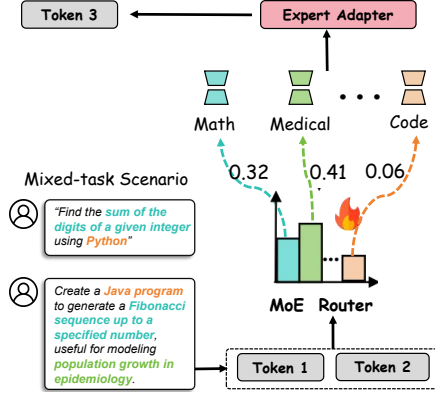 Token 3
Expert Adapter
Math
Medical
Code
0.32
0.41
0.06
Mixed-task Scenario
“Find the sum of the
digits of a given integer
using Python”
Create a Java program
to generate a Fibonacci
sequence up to a
specified number,
useful for modeling
population growth in
epidemiology.
MoE Router
Token 1
Token 2